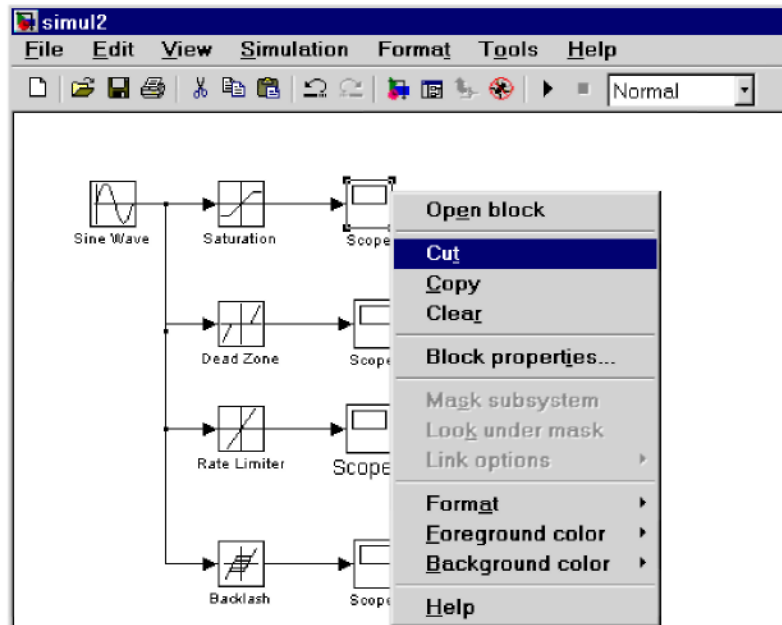 simul2
File Edit View Simulation Format Tools Help
Normal
Sine Wave
Saturation
Scope
Open block
Cut
Copy
Clear
Dead Zone
Scope
Block properties...
Mask subsystem
Look under mask
Link options
Rate Limiter
Scope
Format
Foreground color
Background color
Backlash
Scope
Help